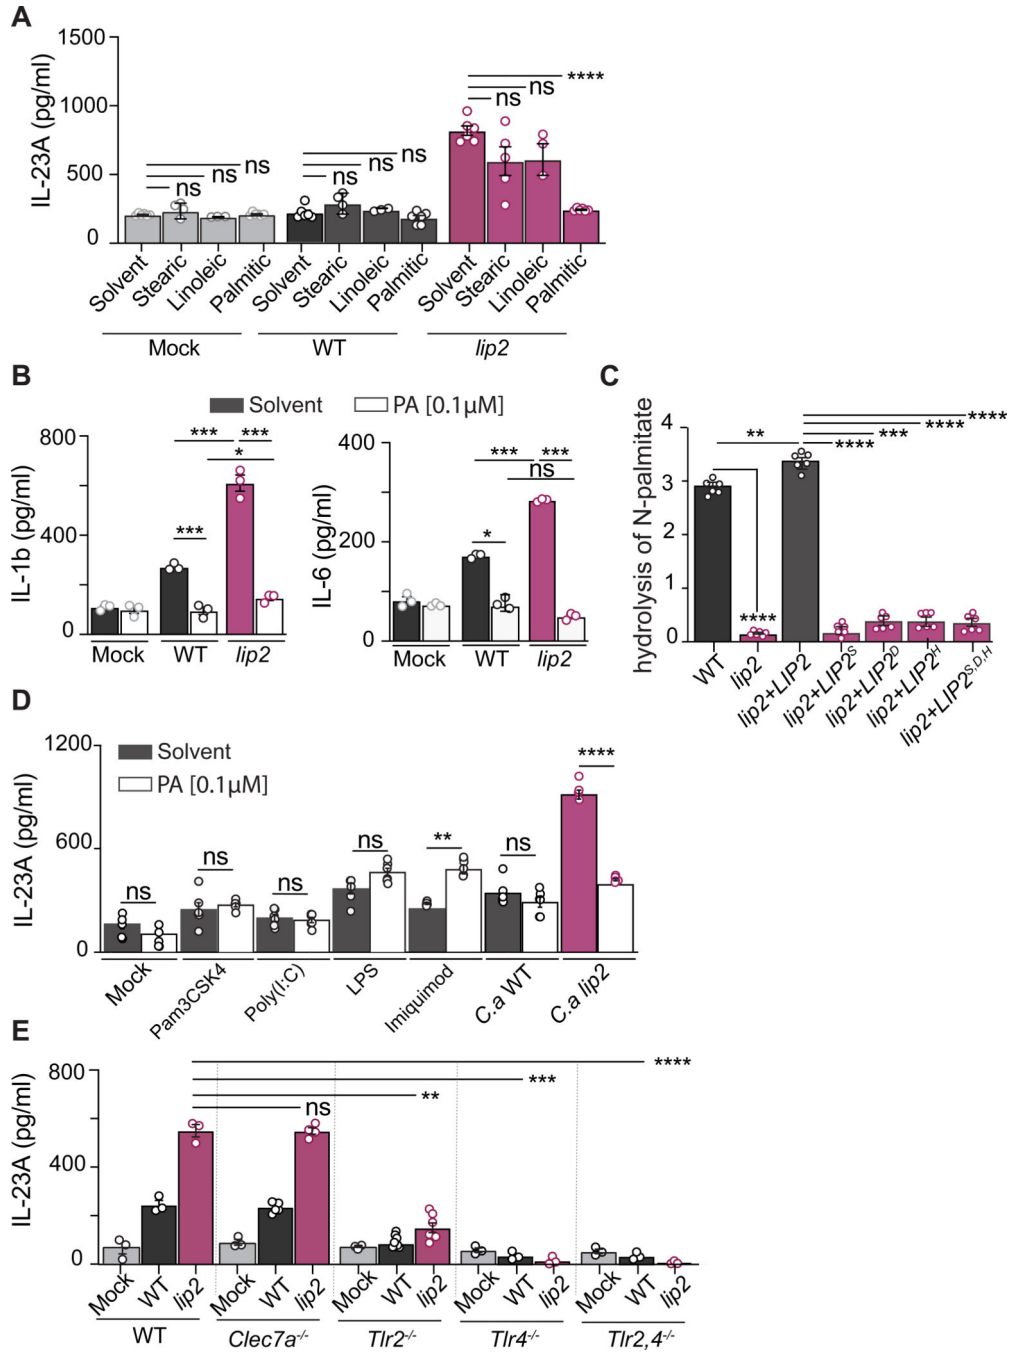 A
IL-23A (pg/ml)
1500
1000
500
0
ns
ns
ns
ns
ns
ns
****
ns
ns
Solvent
Stearic
Linoleic
Palmitic
Solvent
Stearic
Linoleic
Palmitic
Solvent
Stearic
Linoleic
Palmitic
Mock
WT
lip2
B
Solvent
PA [0.1µM]
IL-1b (pg/ml)
800
400
0
*** ***
*
***
Mock
WT
lip2
IL-6 (pg/ml)
400
200
0
*** ***
ns
*
Mock
WT
lip2
C
hydrolysis of N-palmitate
4
3
2
1
0
****
****
***
****
**
****
WT
lip2
lip2+LIP2
lip2+LIP2S
lip2+LIP2D
lip2+LIP2H
lip2+LIP2S,D,H
D
Solvent
PA [0.1µM]
IL-23A (pg/ml)
1200
600
0
ns
ns
ns
ns
**
ns
****
Mock
Pam3CSK4
Poly(I:C)
LPS
Imiquimod
C.a WT
C.a lip2
E
IL-23A (pg/ml)
800
400
0
****
***
**
ns
Mock
WT
lip2
Mock
WT
lip2
Mock
WT
lip2
Mock
WT
lip2
Mock
WT
lip2
WT
Clec7a-/-
Tlr2-/-
Tlr4-/-
Tlr2,4-/-